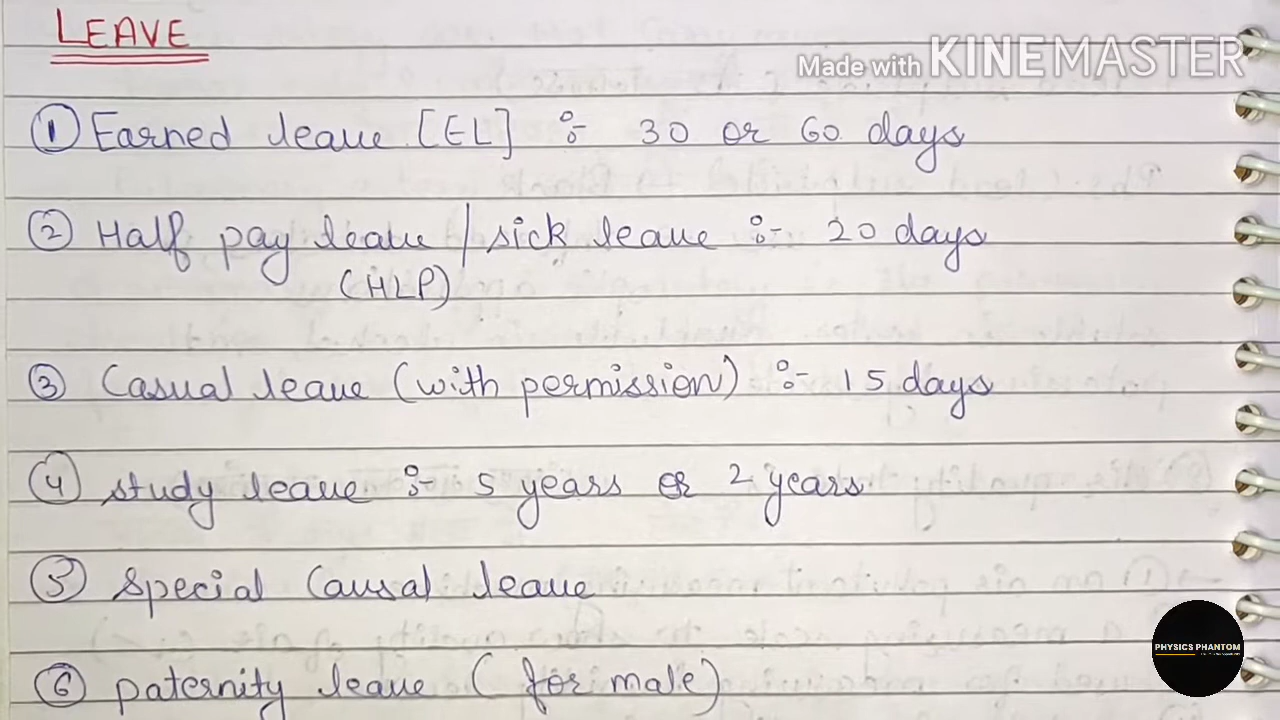 LEAVE
Made with KINEMASTER
① Earned leave [EL] :- 30 or 60 days
② Half pay leave / sick leave :- 20 days
(HLP)
③ Casual leave (with permission) :- 15 days
④ study leave :- 5 years or 2 years
⑤ special Causal leave
⑥ paternity leave ( for male)
PHYSICS PHANTOM